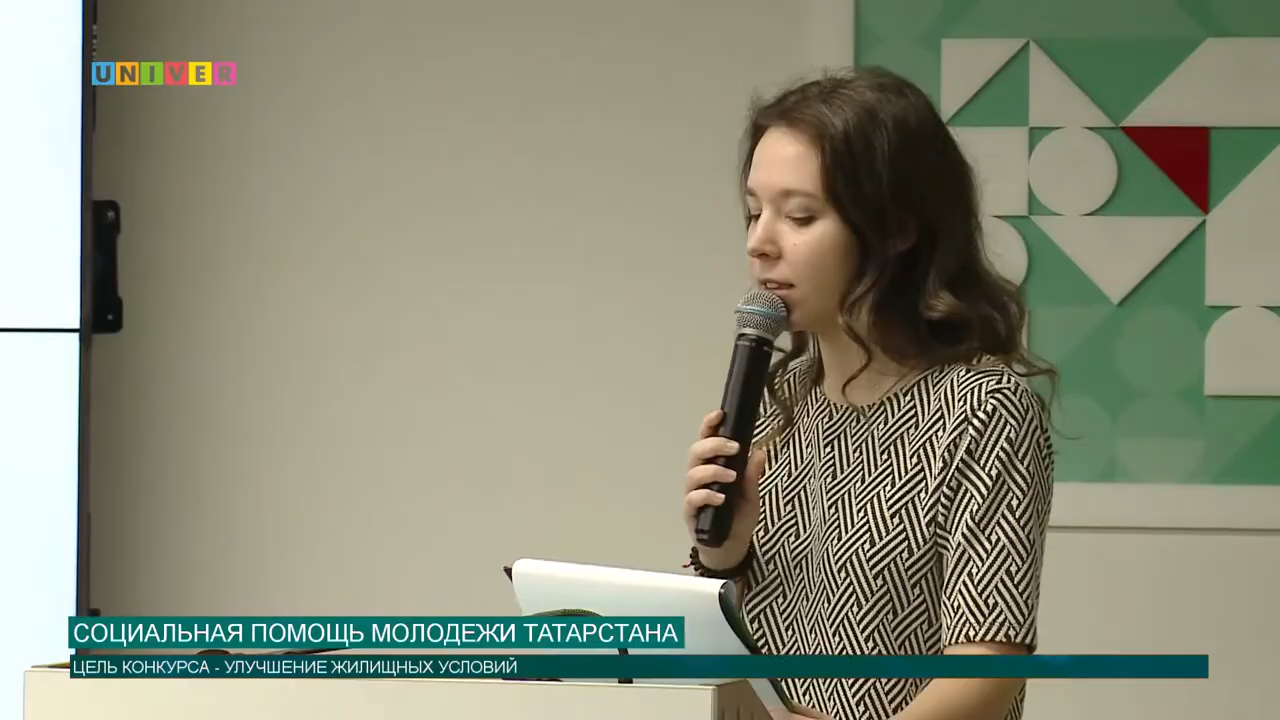 UNIVER
СОЦИАЛЬНАЯ ПОМОЩЬ МОЛОДЕЖИ ТАТАРСТАНА
ЦЕЛЬ КОНКУРСА - УЛУЧШЕНИЕ ЖИЛИЩНЫХ УСЛОВИЙ